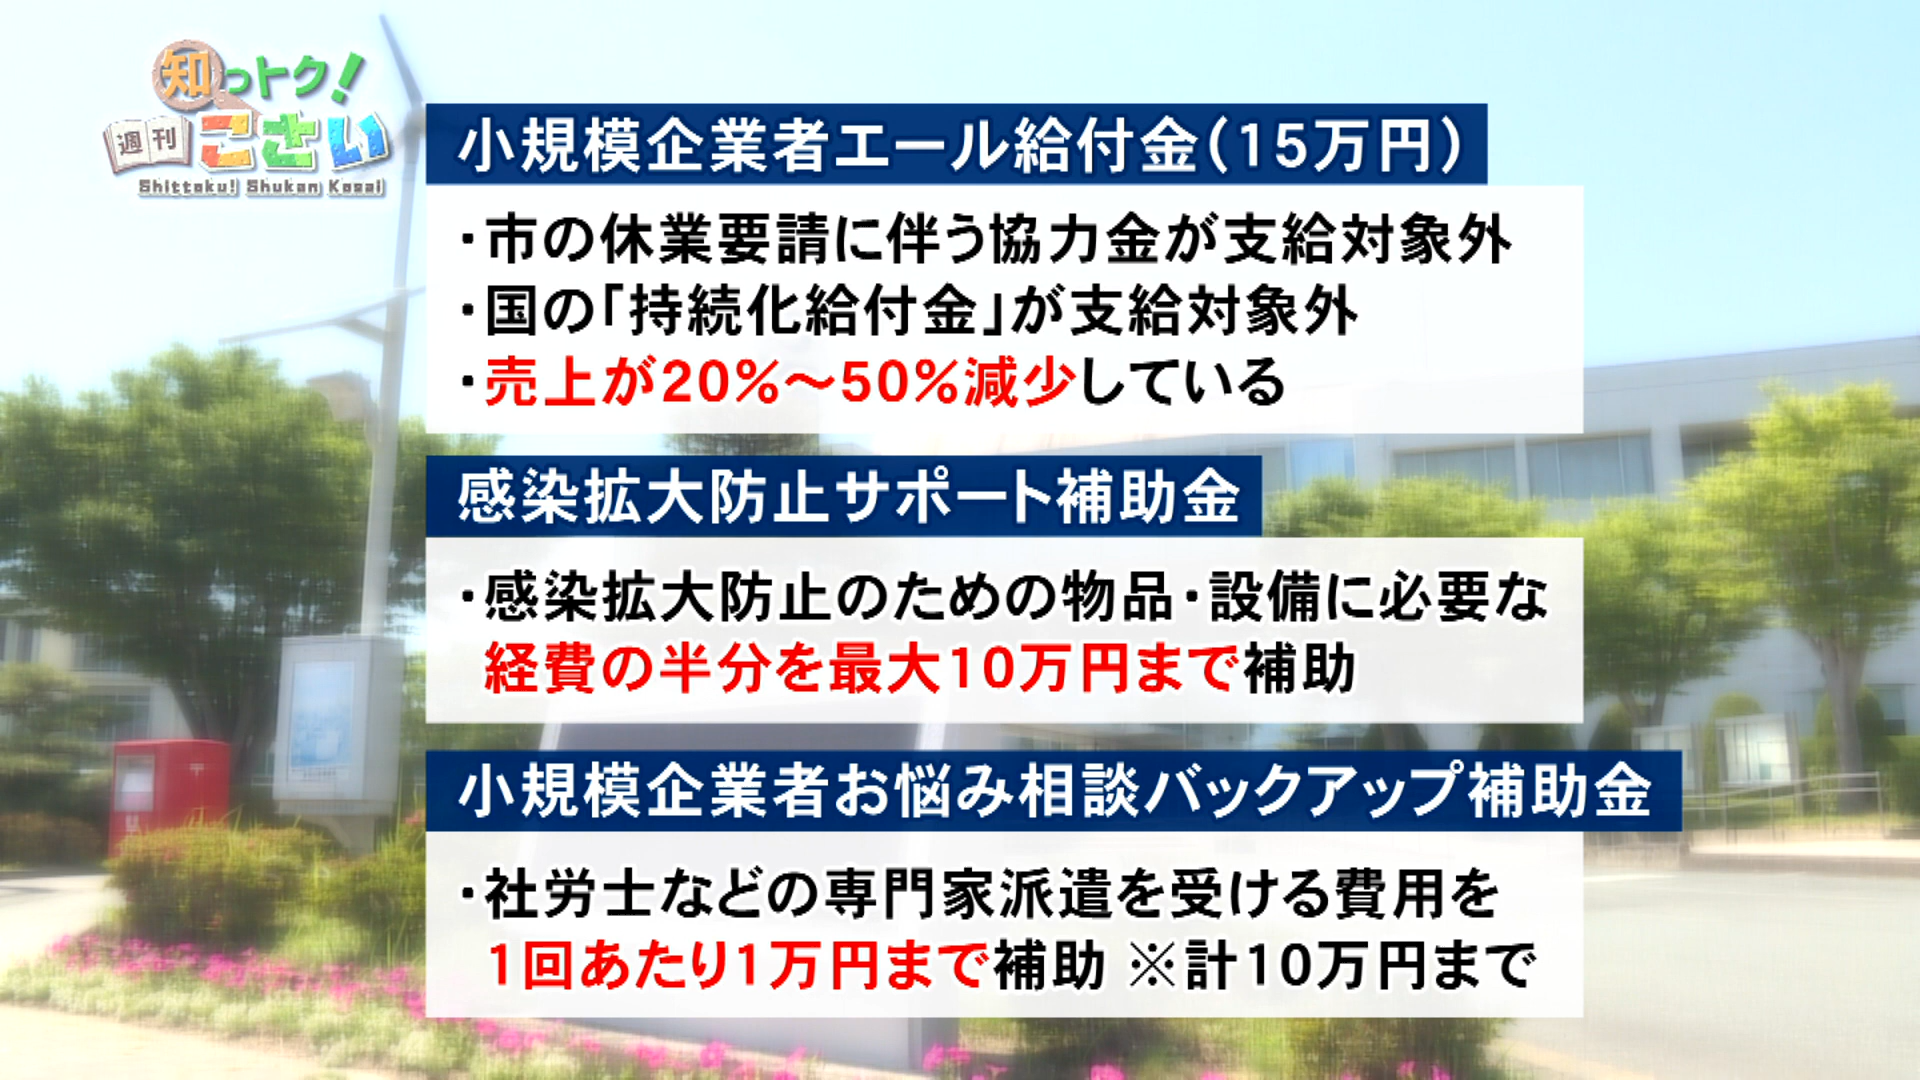 知っトク!
週刊 こさい
Shittoku! Shukan Kosai
小規模企業者エール給付金(15万円)
・市の休業要請に伴う協力金が支給対象外
・国の「持続化給付金」が支給対象外
・売上が20%~50%減少している
感染拡大防止サポート補助金
・感染拡大防止のための物品・設備に必要な
経費の半分を最大10万円まで補助
小規模企業者お悩み相談バックアップ補助金
・社労士などの専門家派遣を受ける費用を
1回あたり1万円まで補助 ※計10万円まで